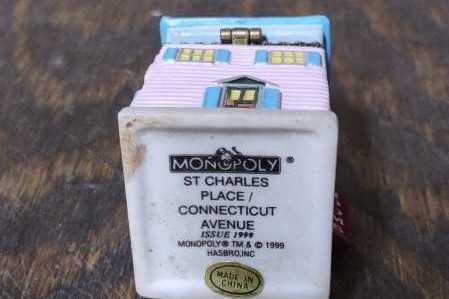 MONOPOLY ®
ST CHARLES
PLACE /
CONNECTICUT
AVENUE
ISSUE 1999
MONOPOLY® TM & © 1999
HASBRO,INC
MADE IN
CHINA